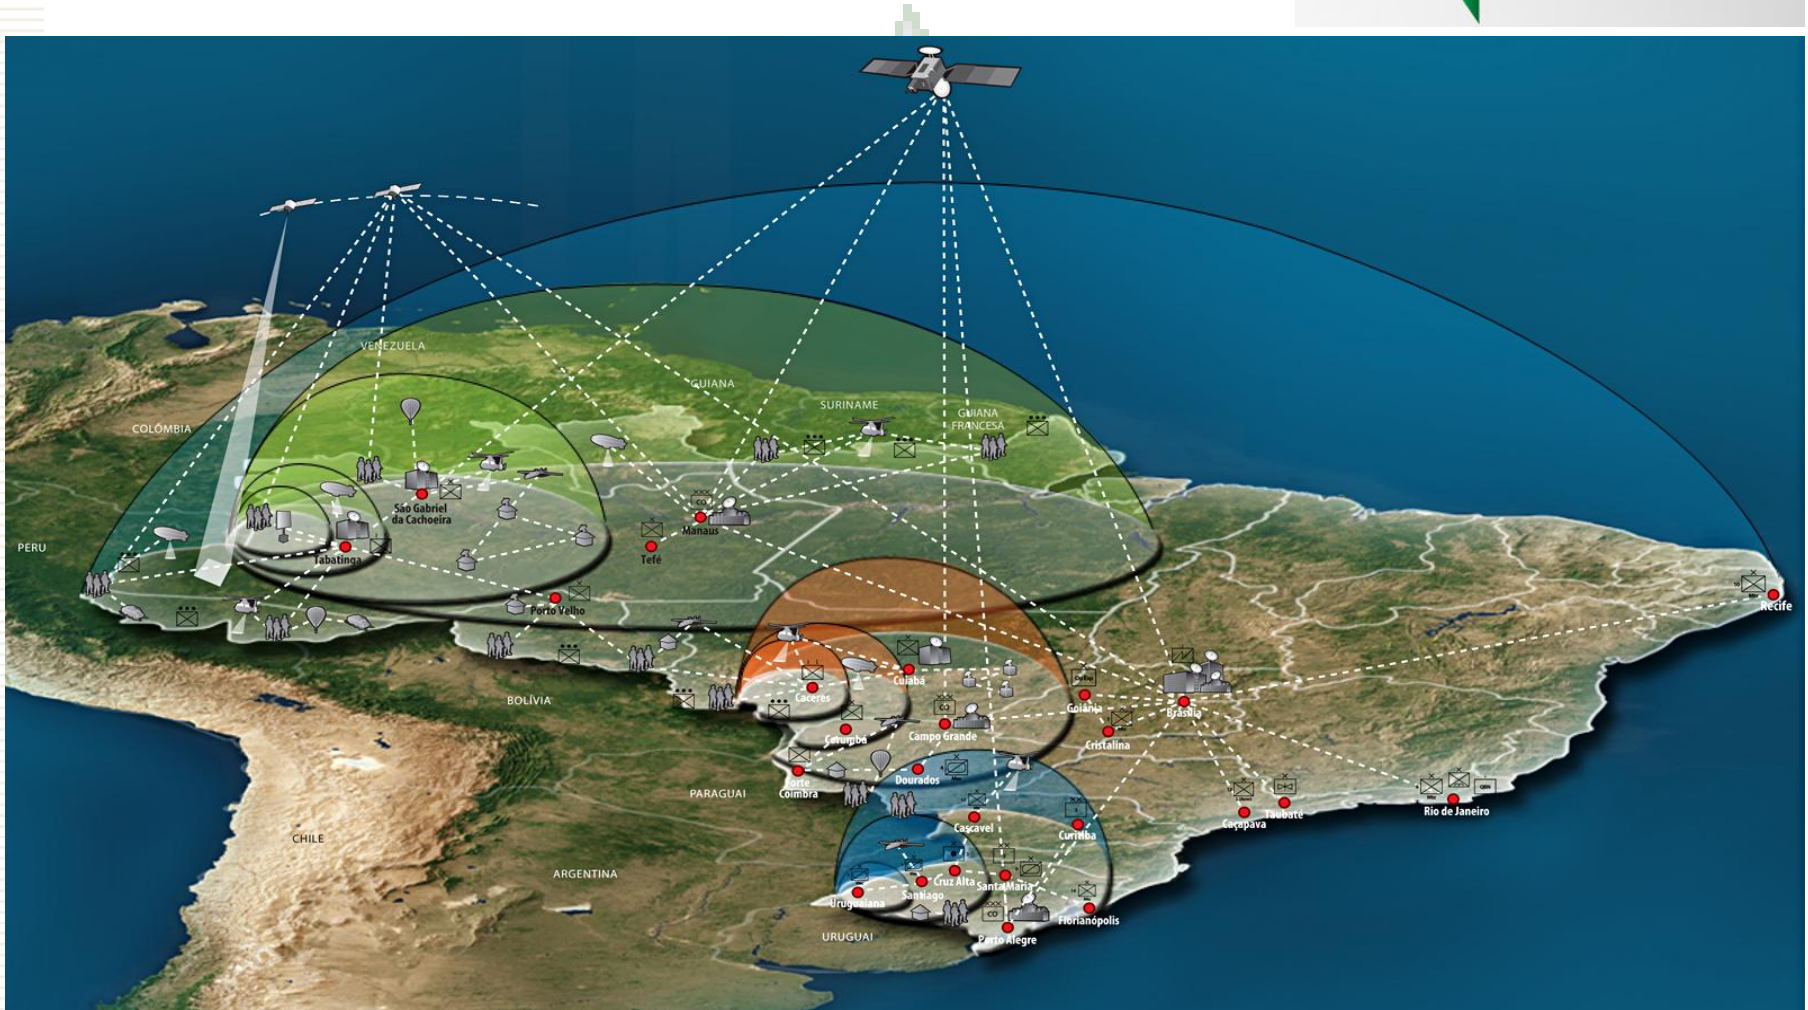 VENEZUELA
GUIANA
SURINAME
GUIANA
FRANCESA
COLÔMBIA
São Gabriel
da Cachoeira
Manaus
PERU
Tabatinga
Tefé
Porto Velho
Recife
Cuiabá
Cáceres
BOLÍVIA
Goiânia
Brasília
Corumbá
Campo Grande
Cristalina
Forte
Coimbra
Dourados
PARAGUAI
Caçapava
Taubaté
Rio de Janeiro
Cascavel
Curitiba
CHILE
ARGENTINA
Cruz Alta
Santa Maria
Santiago
Uruguaiana
Florianópolis
URUGUAI
Porto Alegre